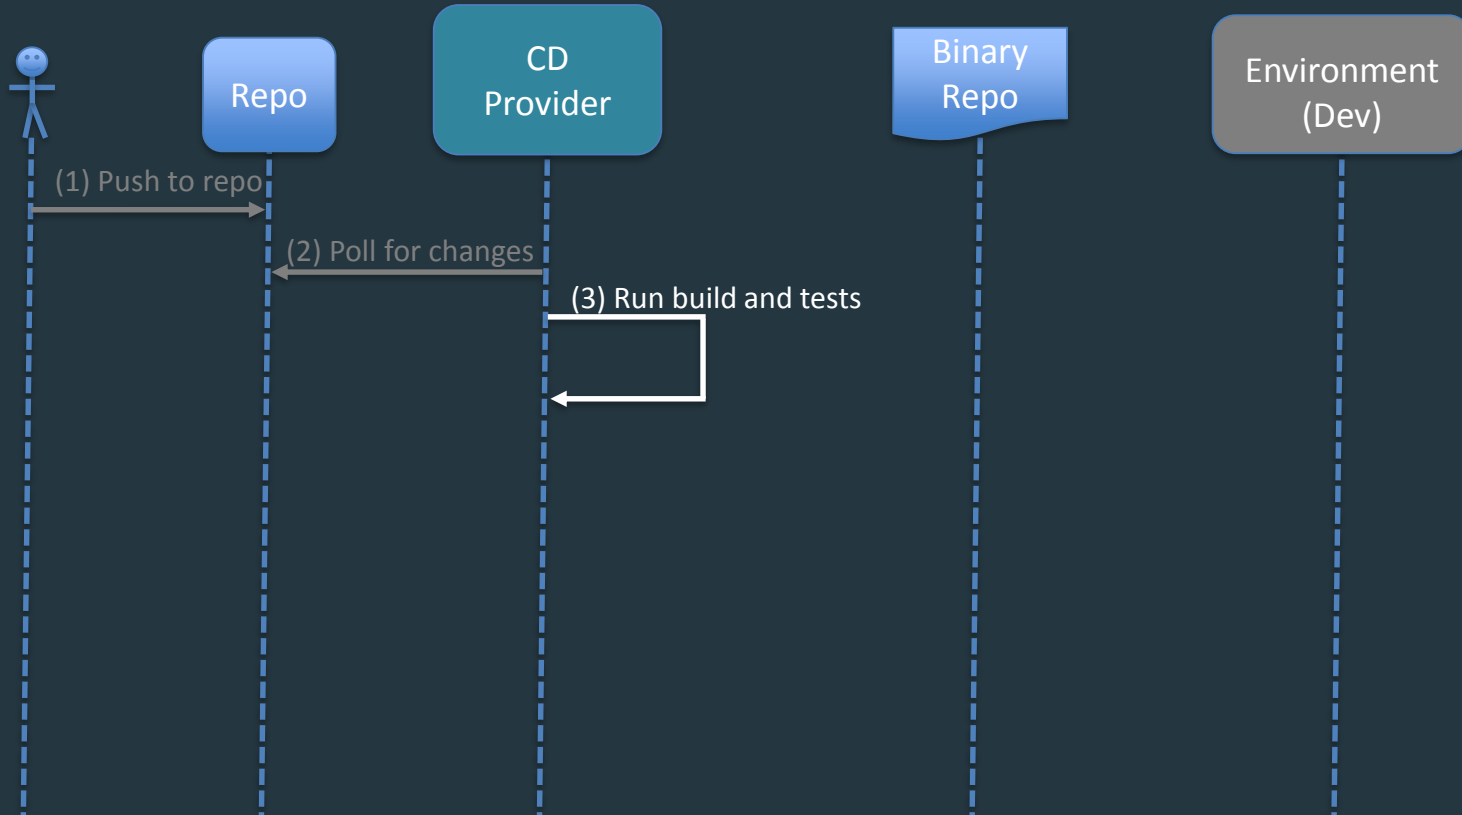 Repo
CD
Provider
Binary
Repo
Environment
(Dev)
(1) Push to repo
(2) Poll for changes
(3) Run build and tests